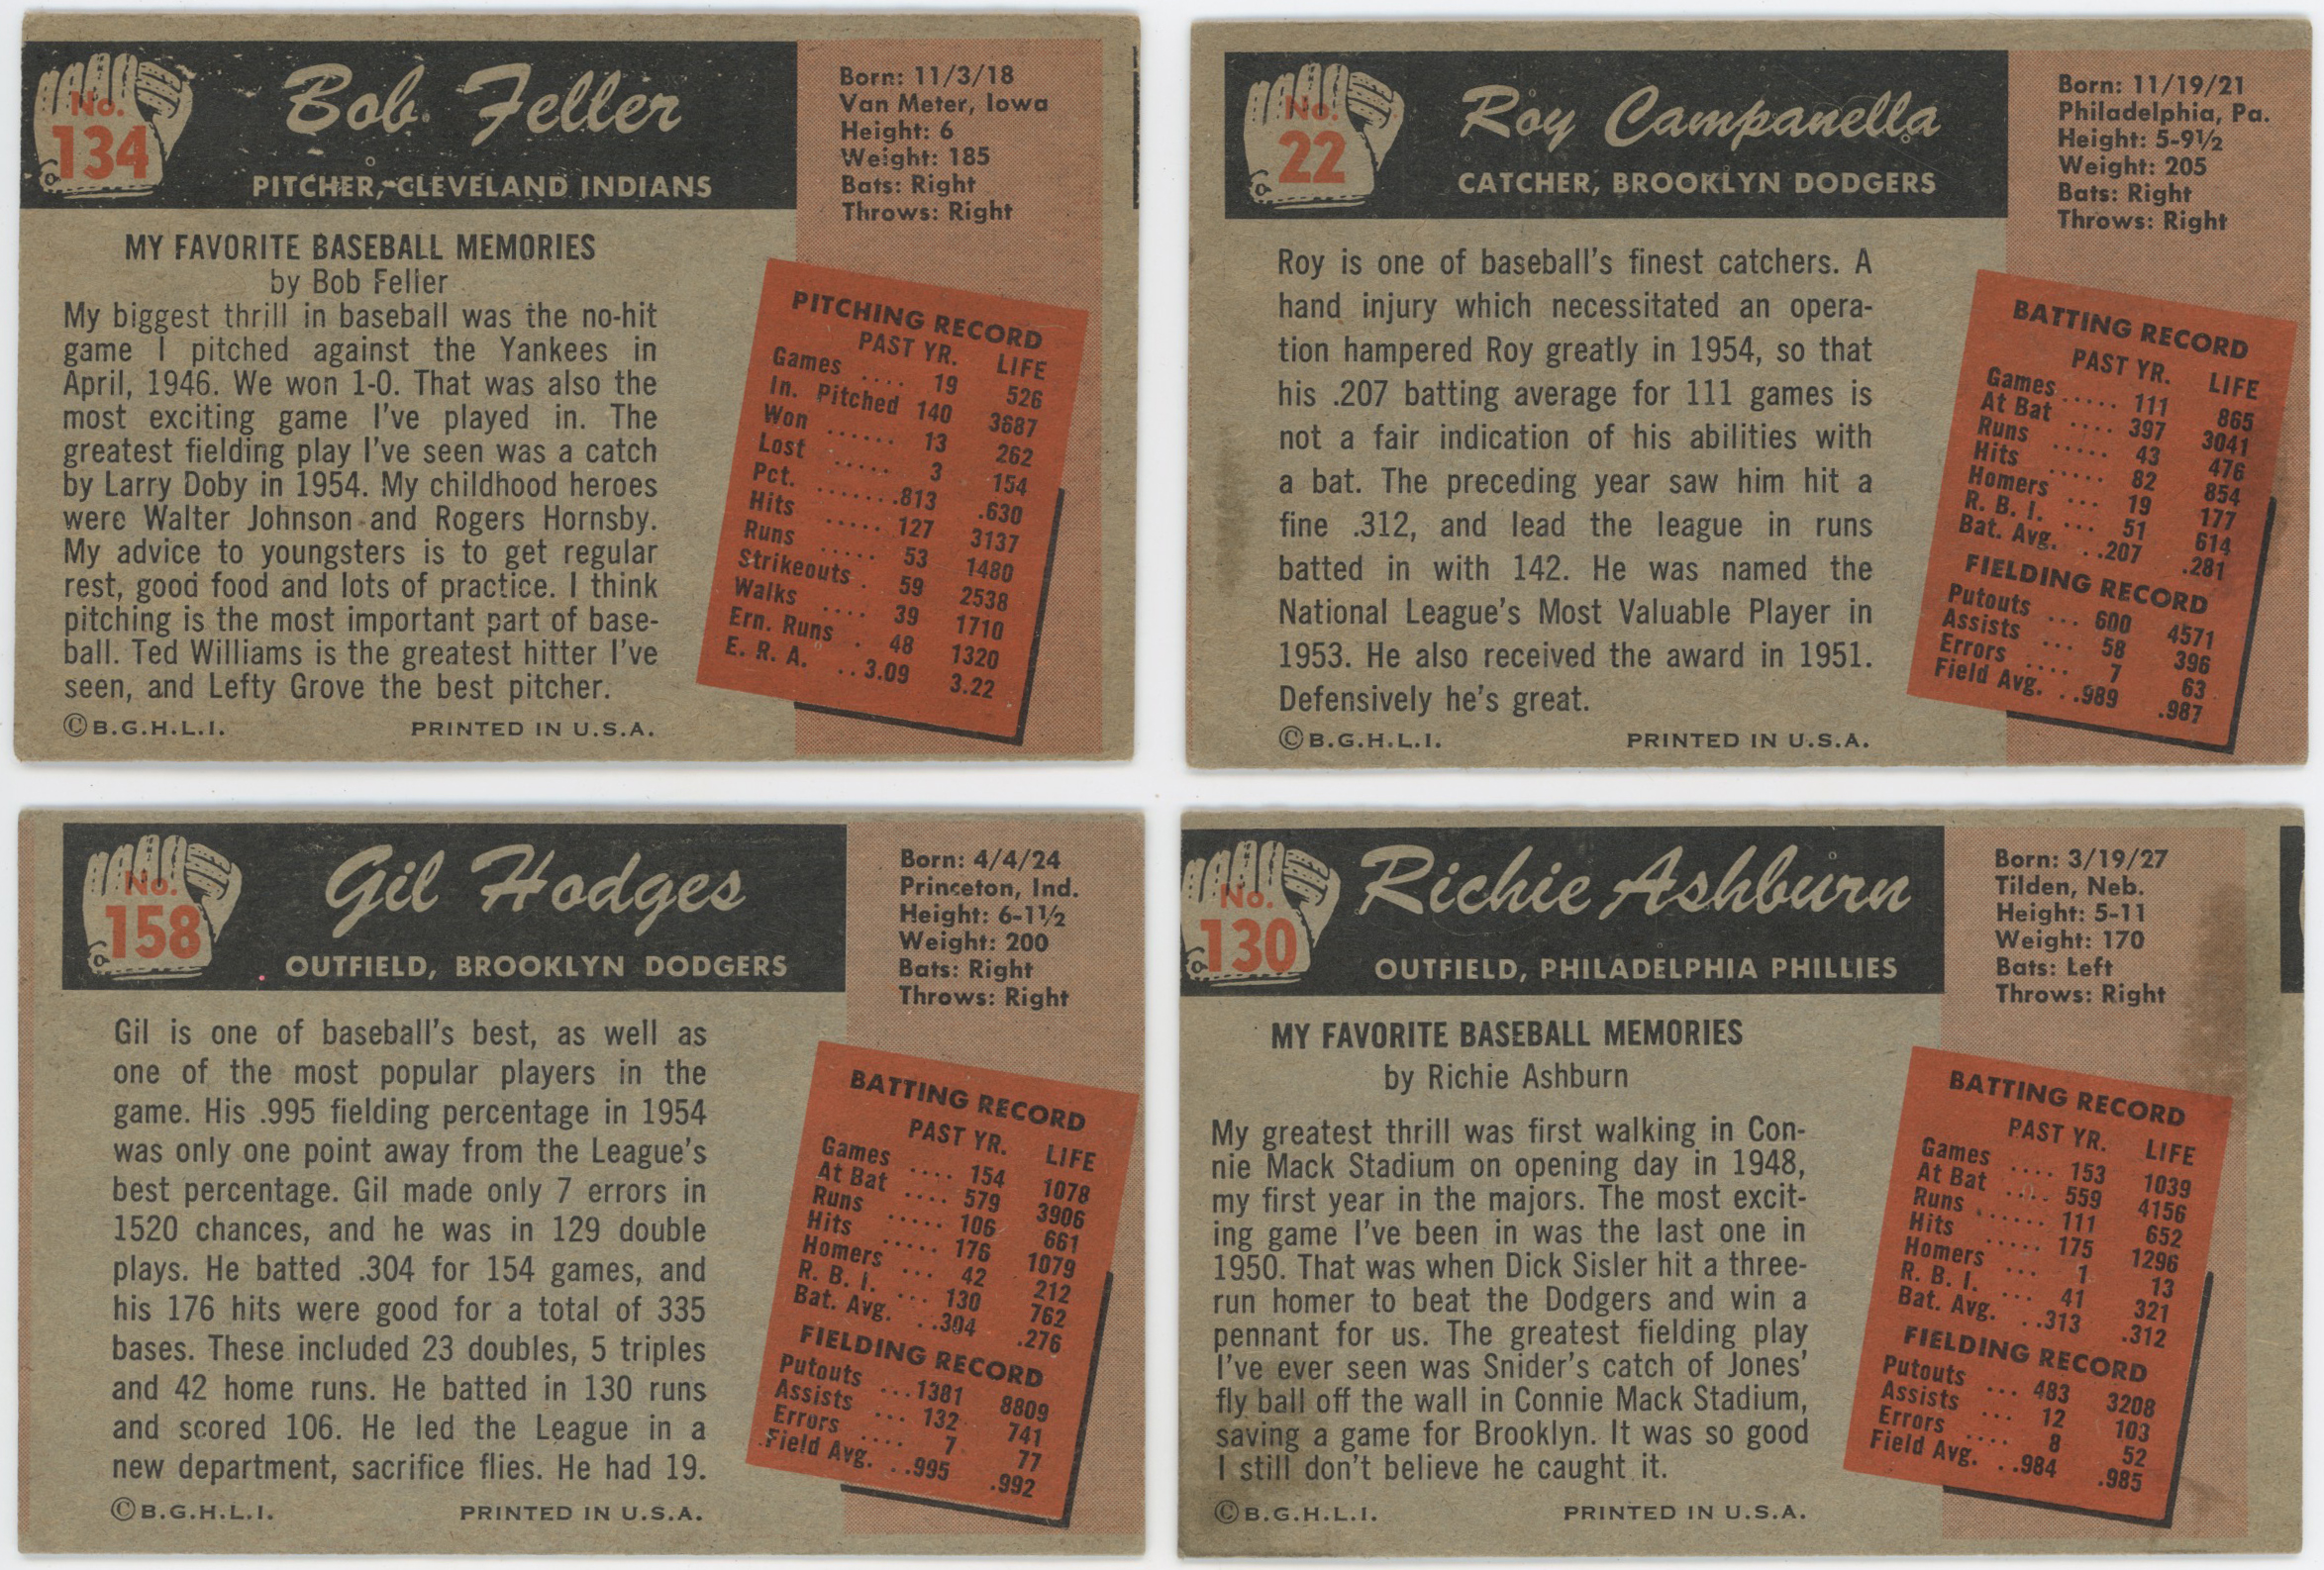 No.
134
Bob Feller
PITCHER, CLEVELAND INDIANS
Born: 11/3/18
Van Meter, Iowa
Height: 6
Weight: 185
Bats: Right
Throws: Right
MY FAVORITE BASEBALL MEMORIES
by Bob Feller
My biggest thrill in baseball was the no-hit
game I pitched against the Yankees in
April, 1946. We won 1-0. That was also the
most exciting game I've played in. The
greatest fielding play I've seen was a catch
by Larry Doby in 1954. My childhood heroes
were Walter Johnson and Rogers Hornsby.
My advice to youngsters is to get regular
rest, good food and lots of practice. I think
pitching is the most important part of base-
ball. Ted Williams is the greatest hitter I've
seen, and Lefty Grove the best pitcher.
©B.G.H.L.I. PRINTED IN U.S.A.
PITCHING RECORD
PAST YR. LIFE
Games .... 19 526
In. Pitched 140 3687
Won ...... 13 262
Lost ..... 3 154
Pct. .......813 .630
Hits ..... 127 3137
Runs ..... 53 1480
Strikeouts . 59 2538
Walks .... 39 1710
Ern. Runs . 48 1320
E. R. A. ..3.09 3.22
No.
22
Roy Campanella
CATCHER, BROOKLYN DODGERS
Born: 11/19/21
Philadelphia, Pa.
Height: 5-9½
Weight: 205
Bats: Right
Throws: Right
Roy is one of baseball's finest catchers. A
hand injury which necessitated an opera-
tion hampered Roy greatly in 1954, so that
his .207 batting average for 111 games is
not a fair indication of his abilities with
a bat. The preceding year saw him hit a
fine .312, and lead the league in runs
batted in with 142. He was named the
National League's Most Valuable Player in
1953. He also received the award in 1951.
Defensively he's great.
©B.G.H.L.I. PRINTED IN U.S.A.
BATTING RECORD
PAST YR. LIFE
Games ..... 111 865
At Bat .... 397 3041
Runs ..... 43 476
Hits ..... 82 854
Homers ... 19 177
R. B. I. ... 51 614
Bat. Avg. ..207 .281
FIELDING RECORD
Putouts ... 600 4571
Assists ... 58 396
Errors .... 7 63
Field Avg. ..989 .987
No.
158
Gil Hodges
OUTFIELD, BROOKLYN DODGERS
Born: 4/4/24
Princeton, Ind.
Height: 6-1½
Weight: 200
Bats: Right
Throws: Right
Gil is one of baseball's best, as well as
one of the most popular players in the
game. His .995 fielding percentage in 1954
was only one point away from the League's
best percentage. Gil made only 7 errors in
1520 chances, and he was in 129 double
plays. He batted .304 for 154 games, and
his 176 hits were good for a total of 335
bases. These included 23 doubles, 5 triples
and 42 home runs. He batted in 130 runs
and scored 106. He led the League in a
new department, sacrifice flies. He had 19.
©B.G.H.L.I. PRINTED IN U.S.A.
BATTING RECORD
PAST YR. LIFE
Games .... 154 1078
At Bat .... 579 3906
Runs ..... 106 661
Hits ..... 176 1079
Homers ... 42 212
R. B. I. ... 130 762
Bat. Avg. ..304 .276
FIELDING RECORD
Putouts ...1381 8809
Assists ... 132 741
Errors .... 7 77
Field Avg. ..995 .992
No.
130
Richie Ashburn
OUTFIELD, PHILADELPHIA PHILLIES
Born: 3/19/27
Tilden, Neb.
Height: 5-11
Weight: 170
Bats: Left
Throws: Right
MY FAVORITE BASEBALL MEMORIES
by Richie Ashburn
My greatest thrill was first walking in Con-
nie Mack Stadium on opening day in 1948,
my first year in the majors. The most excit-
ing game I've been in was the last one in
1950. That was when Dick Sisler hit a three-
run homer to beat the Dodgers and win a
pennant for us. The greatest fielding play
I've ever seen was Snider's catch of Jones'
fly ball off the wall in Connie Mack Stadium,
saving a game for Brooklyn. It was so good
I still don't believe he caught it.
©B.G.H.L.I. PRINTED IN U.S.A.
BATTING RECORD
PAST YR. LIFE
Games .... 153 1039
At Bat .... 559 4156
Runs ...... 111 652
Hits ..... 175 1296
Homers ... 1 13
R. B. I. ... 41 321
Bat. Avg. ..313 .312
FIELDING RECORD
Putouts ... 483 3208
Assists ... 12 103
Errors .... 8 52
Field Avg. ..984 .985